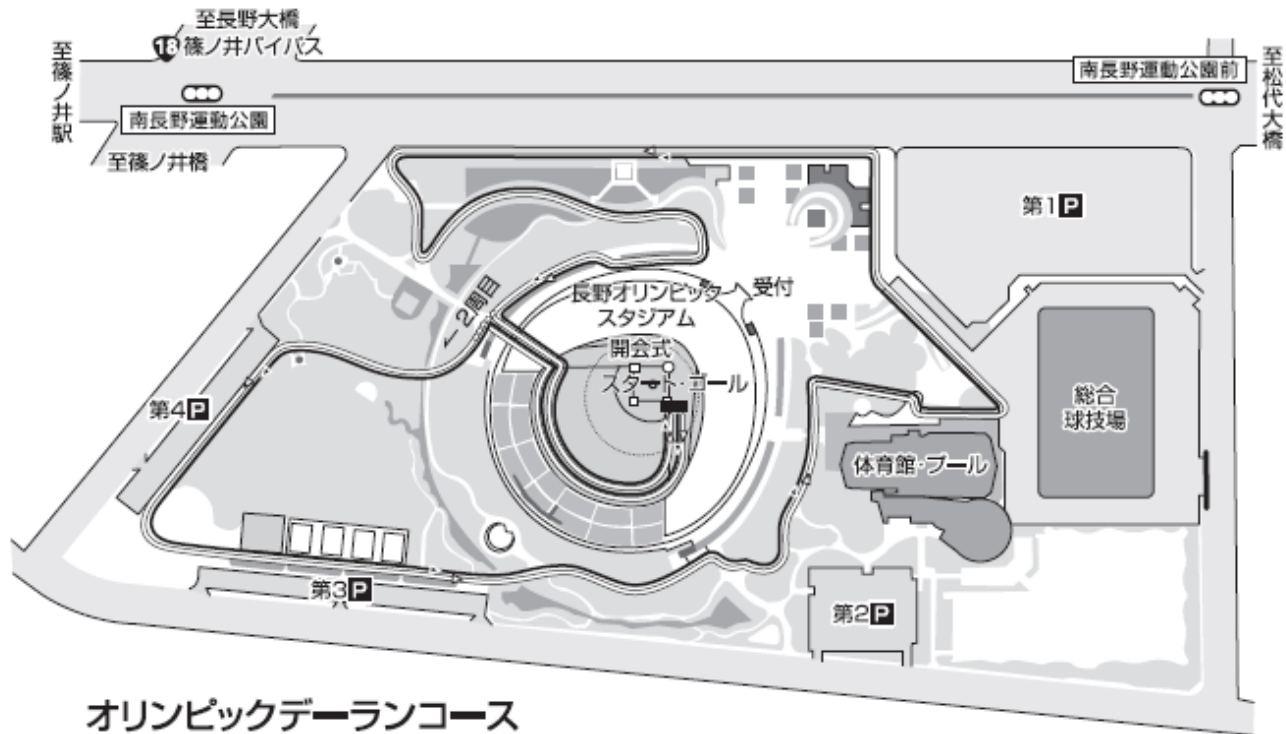 至長野大橋
18 篠ノ井バイパス
至篠ノ井駅
南長野運動公園
至篠ノ井橋
南長野運動公園前
至松代大橋
第1P
←2周目
長野オリンピック
スタジアム
受付
開会式
スタート・ゴール
総合
球技場
体育館・プール
第4P
第3P
第2P
オリンピックデーランコース